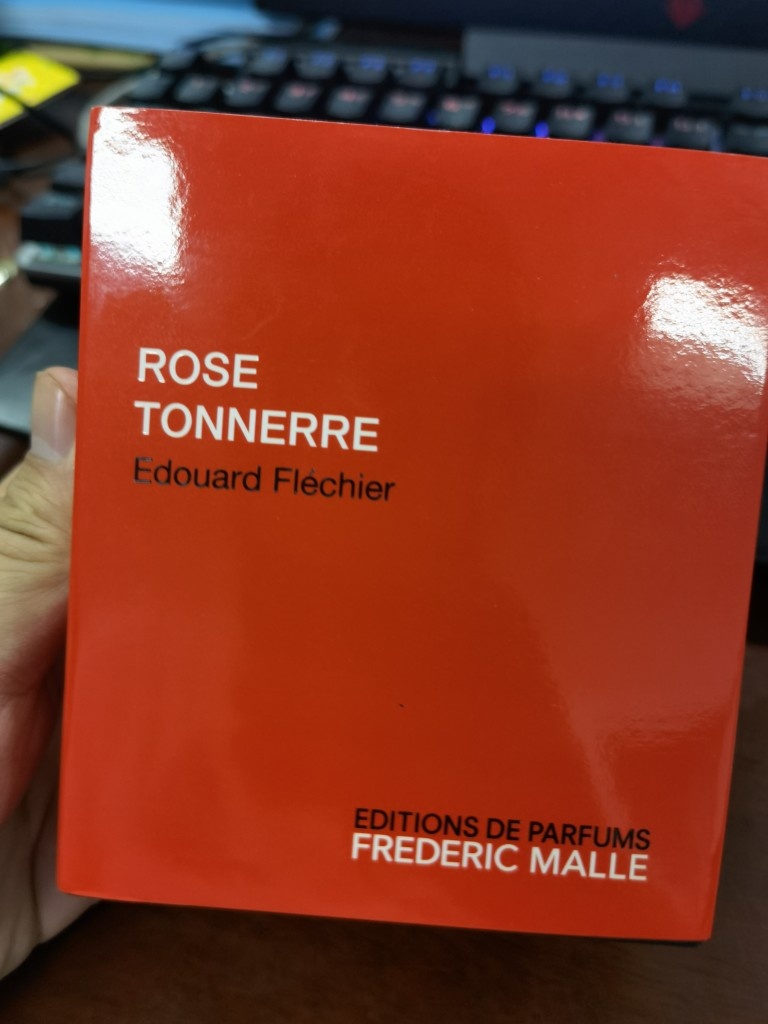 ROSE
TONNERRE
Edouard Fléchier
EDITIONS DE PARFUMS
FREDERIC MALLE